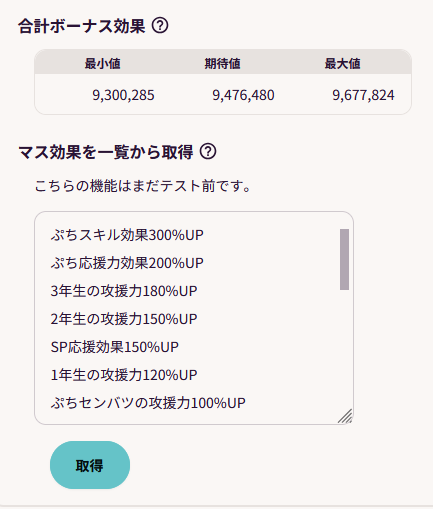 合計ボーナス効果 ?
最小値 期待値 最大値
9,300,285 9,476,480 9,677,824
マス効果を一覧から取得 ?
こちらの機能はまだテスト前です。
ぷちスキル効果300%UP
ぷち応援力効果200%UP
3年生の攻援力180%UP
2年生の攻援力150%UP
SP応援効果150%UP
1年生の攻援力120%UP
ぷちセンバツの攻援力100%UP
取得